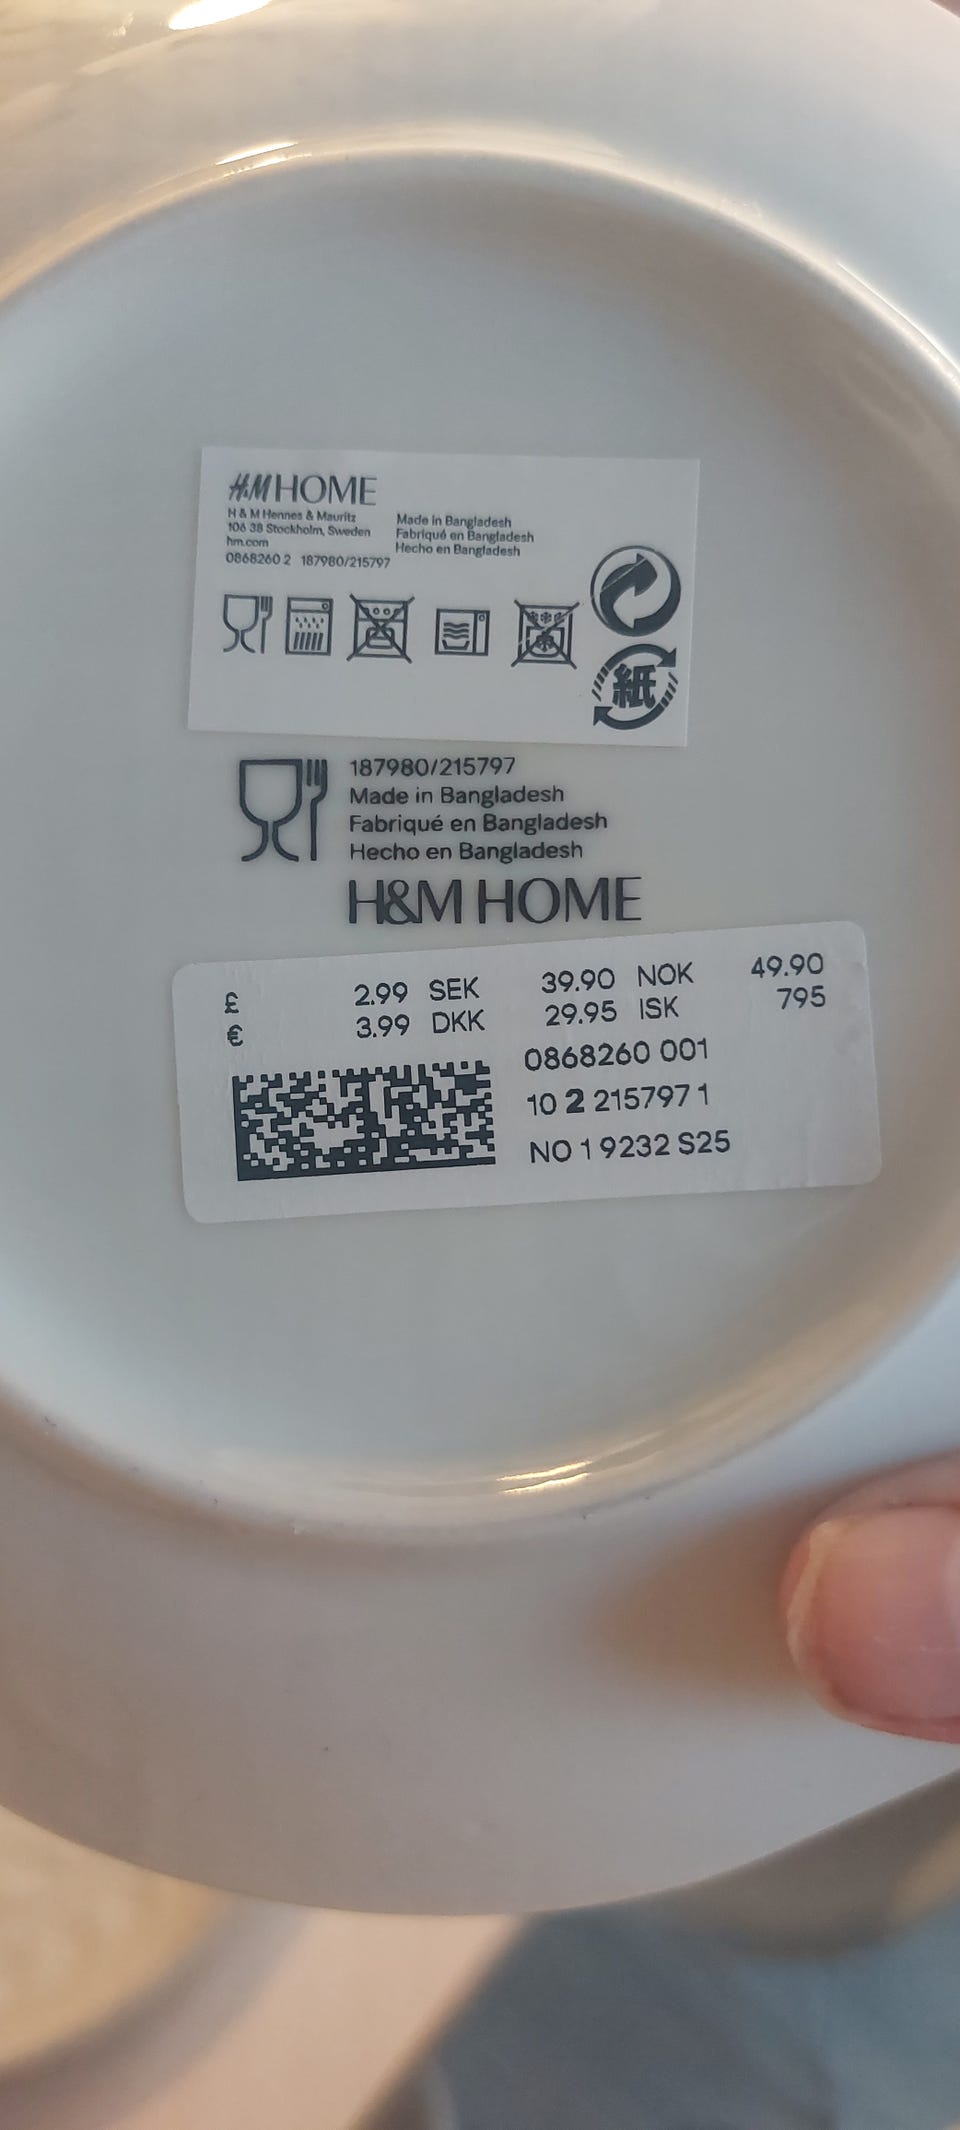 H&M HOME
H & M Hennes & Mauritz
106 38 Stockholm, Sweden
hm.com
0868260 2 187980/215797
Made in Bangladesh
Fabriqué en Bangladesh
Hecho en Bangladesh
紙
187980/215797
Made in Bangladesh
Fabriqué en Bangladesh
Hecho en Bangladesh
H&M HOME
£ 2.99 SEK 39.90 NOK 49.90
€ 3.99 DKK 29.95 ISK 795
0868260 001
10 2 215797 1
NO 1 9232 S25